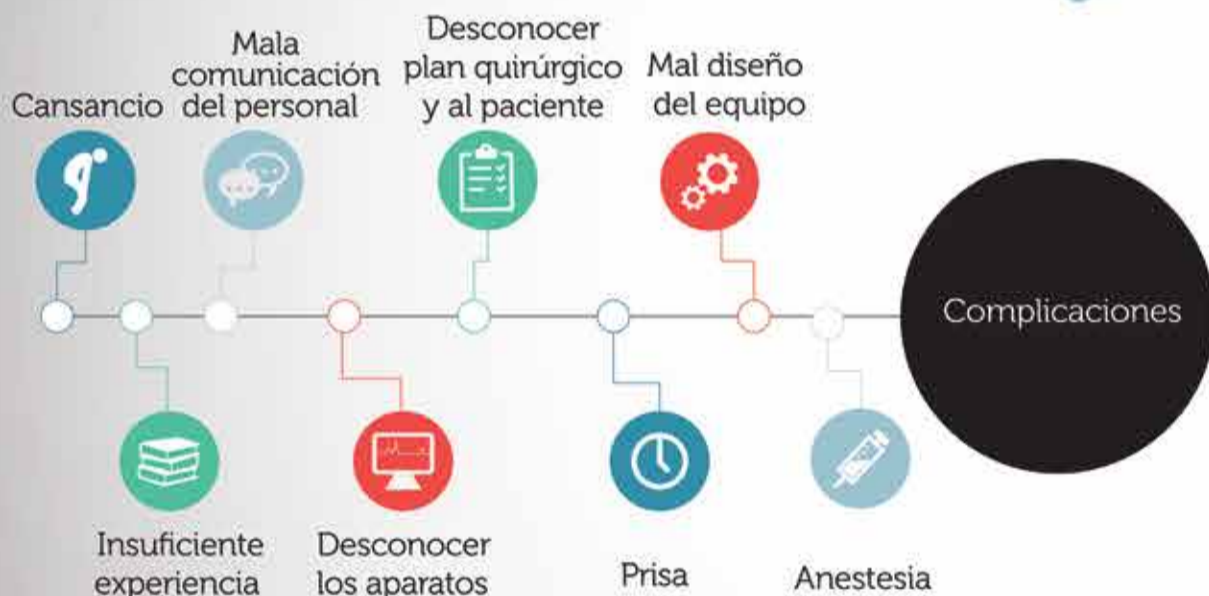 Cansancio
Mala
comunicación
del personal
Desconocer
plan quirúrgico
y al paciente
Mal diseño
del equipo
Complicaciones
Insuficiente
experiencia
Desconocer
los aparatos
Prisa
Anestesia